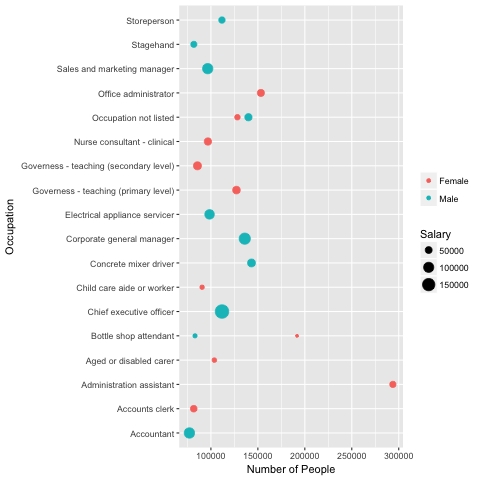 Storeperson
Stagehand
Sales and marketing manager
Office administrator
Occupation not listed
Nurse consultant - clinical
Governess - teaching (secondary level)
Governess - teaching (primary level)
Electrical appliance servicer
Corporate general manager
Concrete mixer driver
Child care aide or worker
Chief executive officer
Bottle shop attendant
Aged or disabled carer
Administration assistant
Accounts clerk
Accountant
Occupation
100000 150000 200000 250000 300000
Number of People
Female
Male
Salary
50000
100000
150000